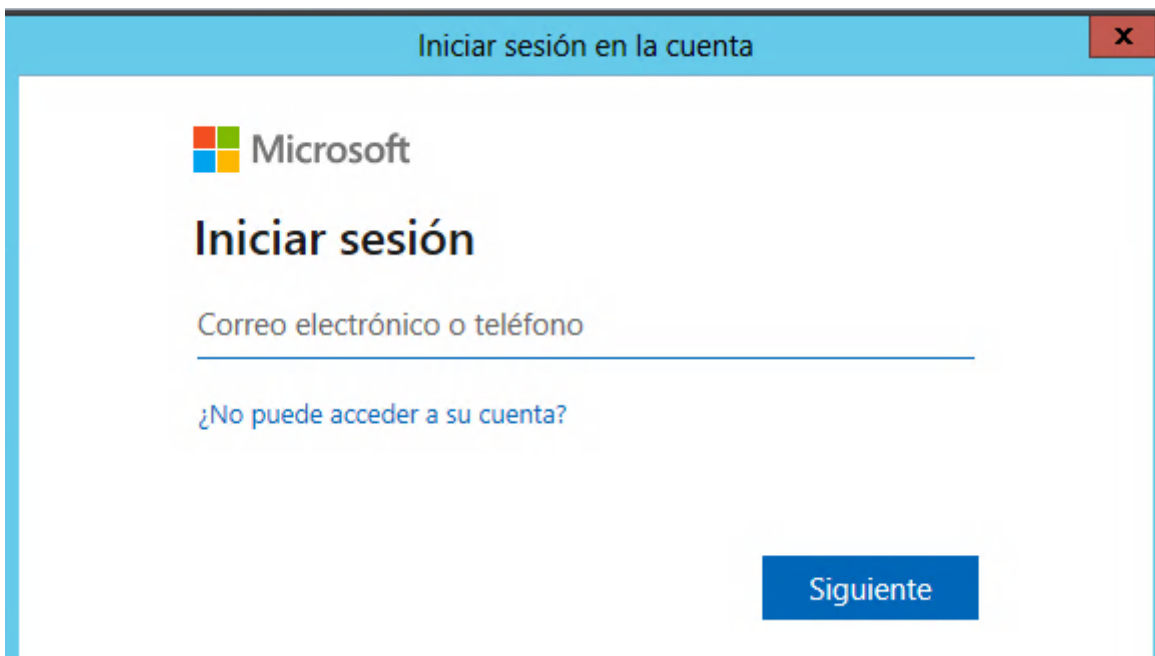 Iniciar sesión en la cuenta
x
Microsoft
Iniciar sesión
Correo electrónico o teléfono
¿No puede acceder a su cuenta?
Siguiente